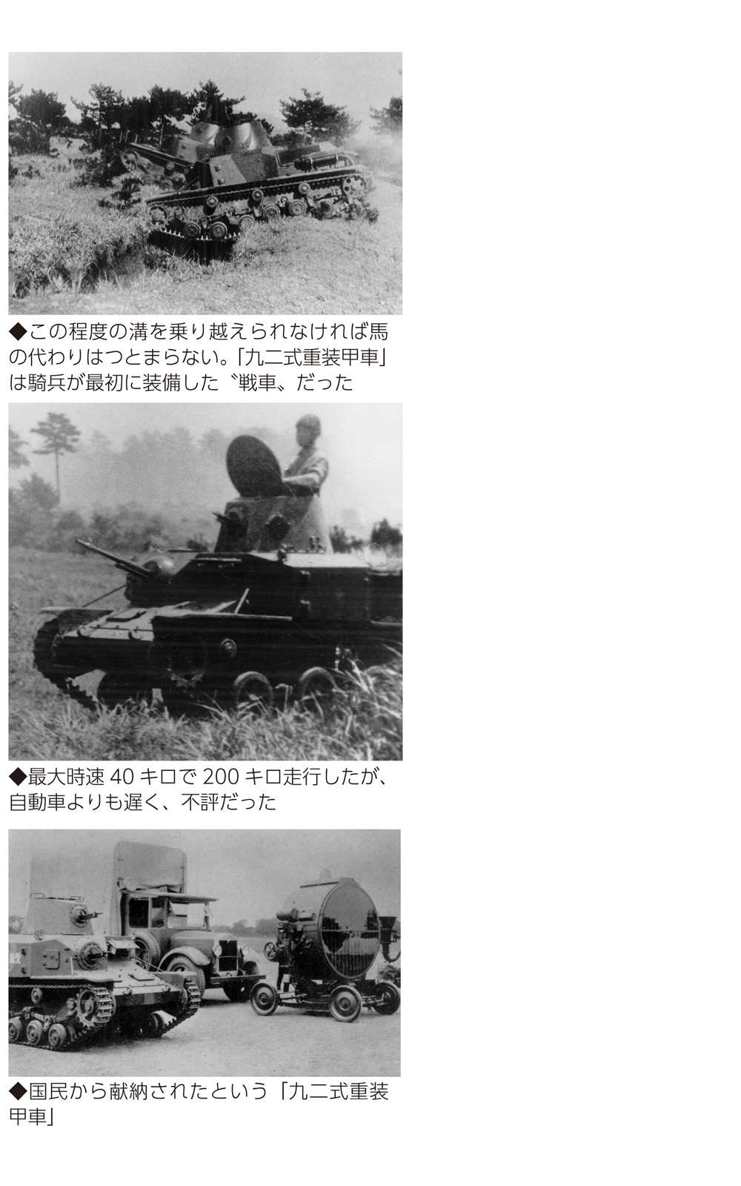 ◆この程度の溝を乗り越えられなければ馬
の代わりはつとまらない。「九二式重装甲車」
は騎兵が最初に装備した〝戦車〟だった
◆最大時速 40 キロで 200 キロ走行したが、
自動車よりも遅く、不評だった
◆国民から献納されたという「九二式重装
甲車」